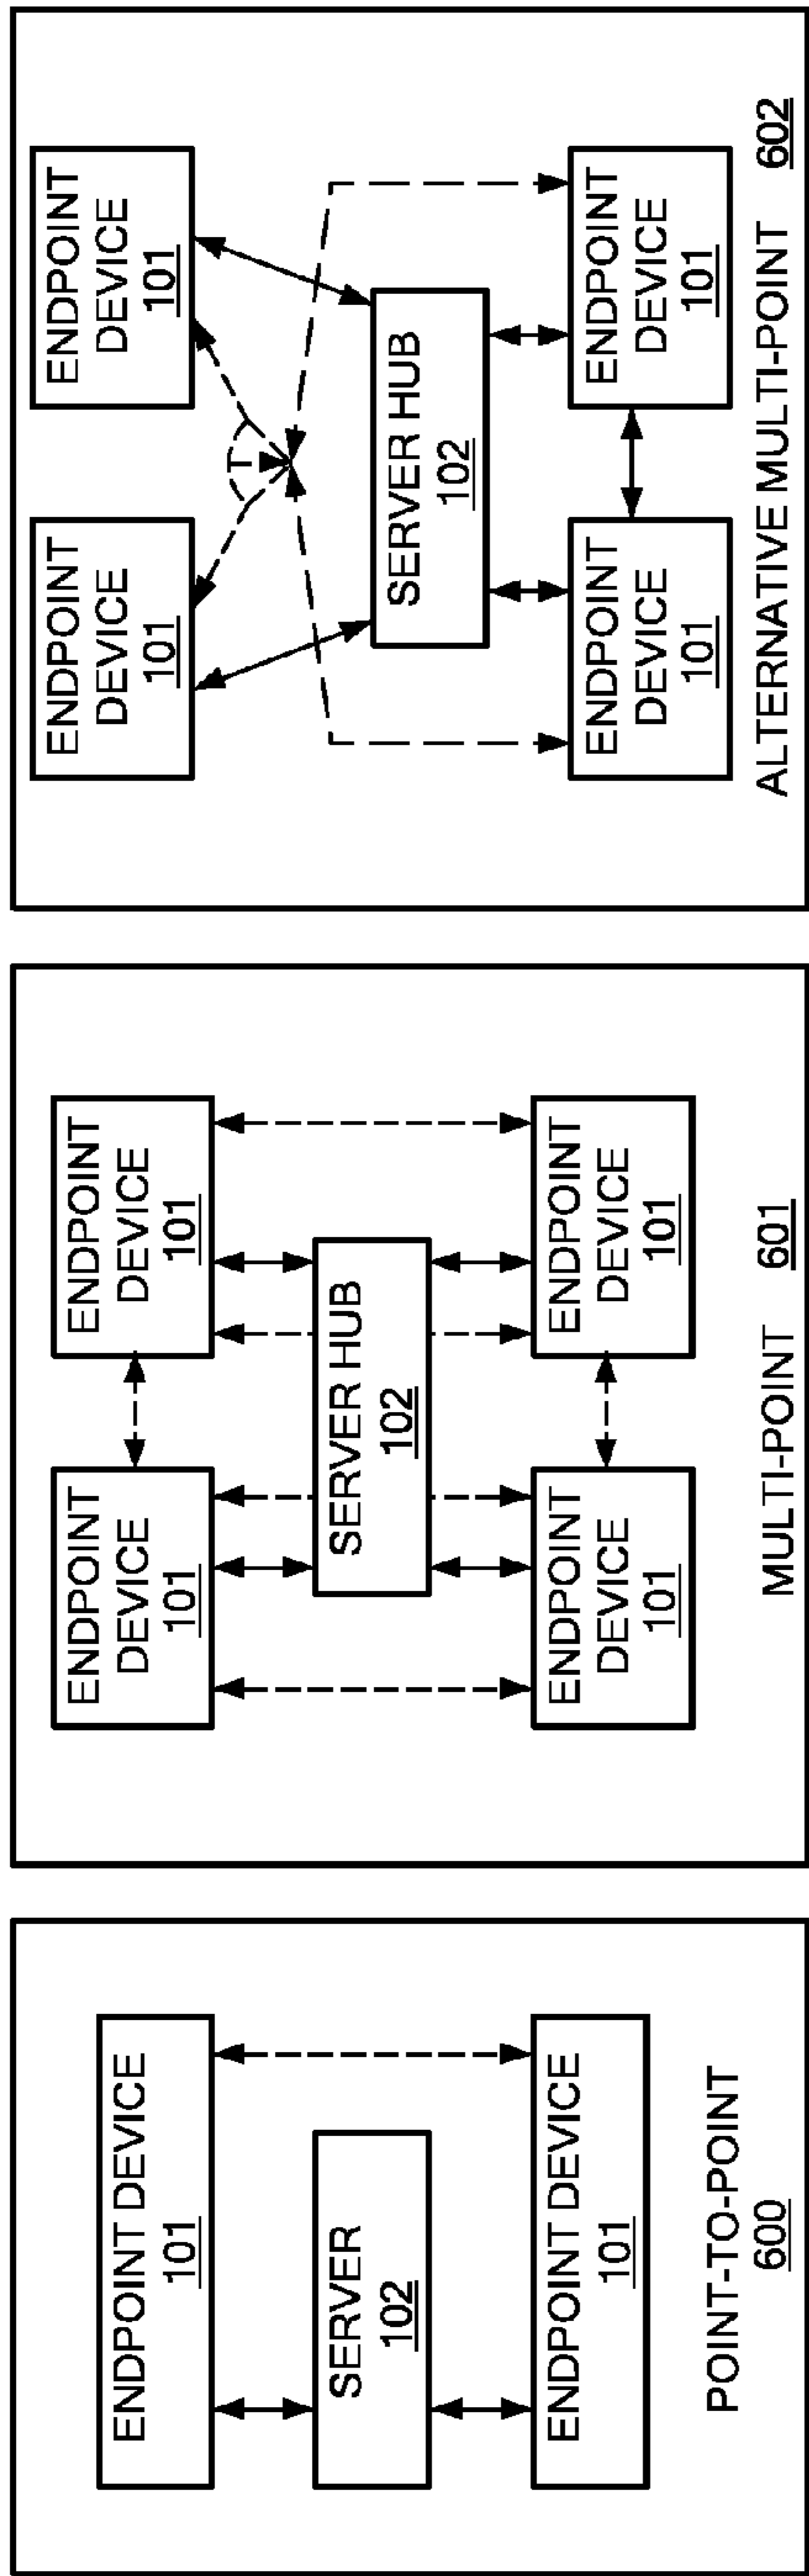 ENDPOINT DEVICE
101
SERVER
102
ENDPOINT DEVICE
101
POINT-TO-POINT
600
ENDPOINT
DEVICE
101
ENDPOINT
DEVICE
101
SERVER HUB
102
ENDPOINT
DEVICE
101
ENDPOINT
DEVICE
101
MULTI-POINT 601
ENDPOINT
DEVICE
101
ENDPOINT
DEVICE
101
T
SERVER HUB
102
ENDPOINT
DEVICE
101
ENDPOINT
DEVICE
101
ALTERNATIVE MULTI-POINT 602